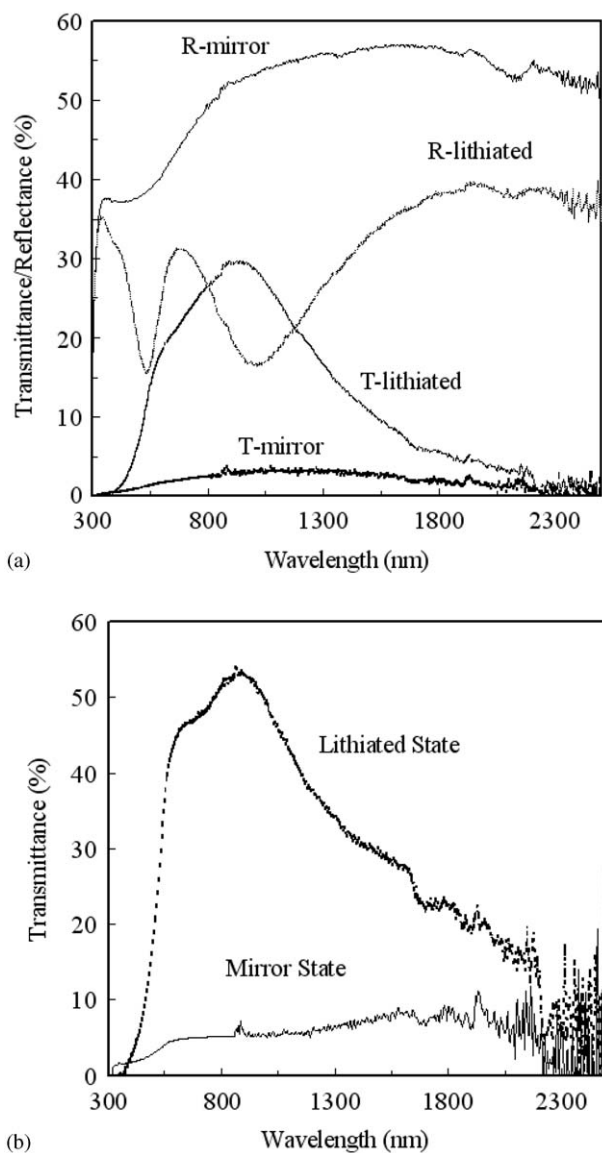 60
R-mirror
50
40
R-lithiated
30
20
T-lithiated
10
T-mirror
0
300 800 1300 1800 2300
Transmittance/Reflectance (%)
Wavelength (nm)
(a)
60
50
Lithiated State
40
30
20
Mirror State
10
0
300 800 1300 1800 2300
Transmittance (%)
Wavelength (nm)
(b)